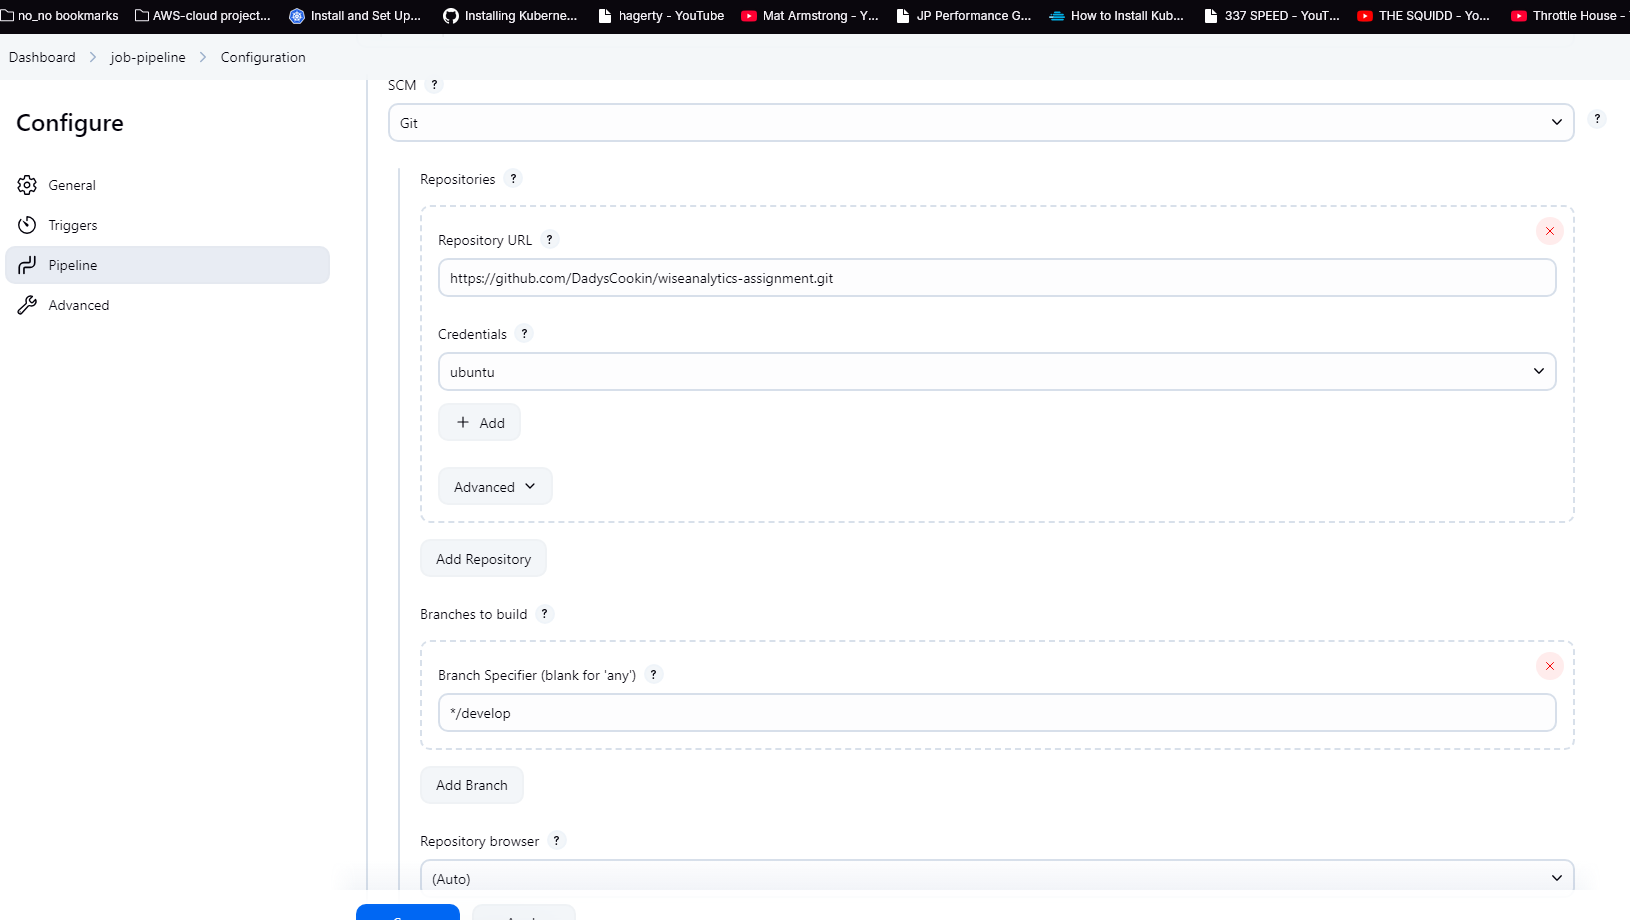 no_no bookmarks AWS-cloud project... Install and Set Up... Installing Kuberne... hagerty - YouTube Mat Armstrong - Y... JP Performance G... How to Install Kub... 337 SPEED - YouT... THE SQUIDD - Yo... Throttle House -
Dashboard > job-pipeline > Configuration
Configure
General
Triggers
Pipeline
Advanced
SCM ?
Git
?
Repositories ?
Repository URL ?
https://github.com/DadysCookin/wiseanalytics-assignment.git
Credentials ?
ubuntu
+ Add
Advanced
Add Repository
Branches to build ?
Branch Specifier (blank for 'any') ?
*/develop
Add Branch
Repository browser ?
(Auto)